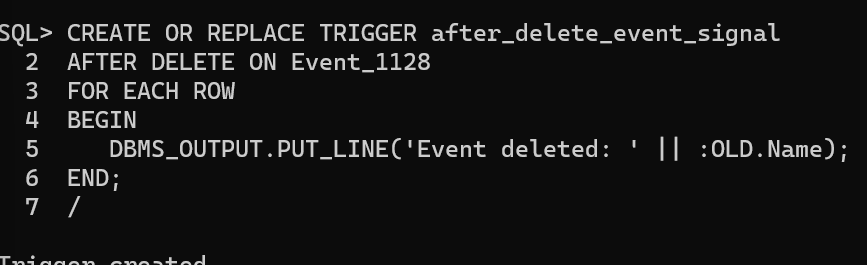 SQL> CREATE OR REPLACE TRIGGER after_delete_event_signal
2 AFTER DELETE ON Event_1128
3 FOR EACH ROW
4 BEGIN
5 DBMS_OUTPUT.PUT_LINE('Event deleted: ' || :OLD.Name);
6 END;
7 /
Trigger created